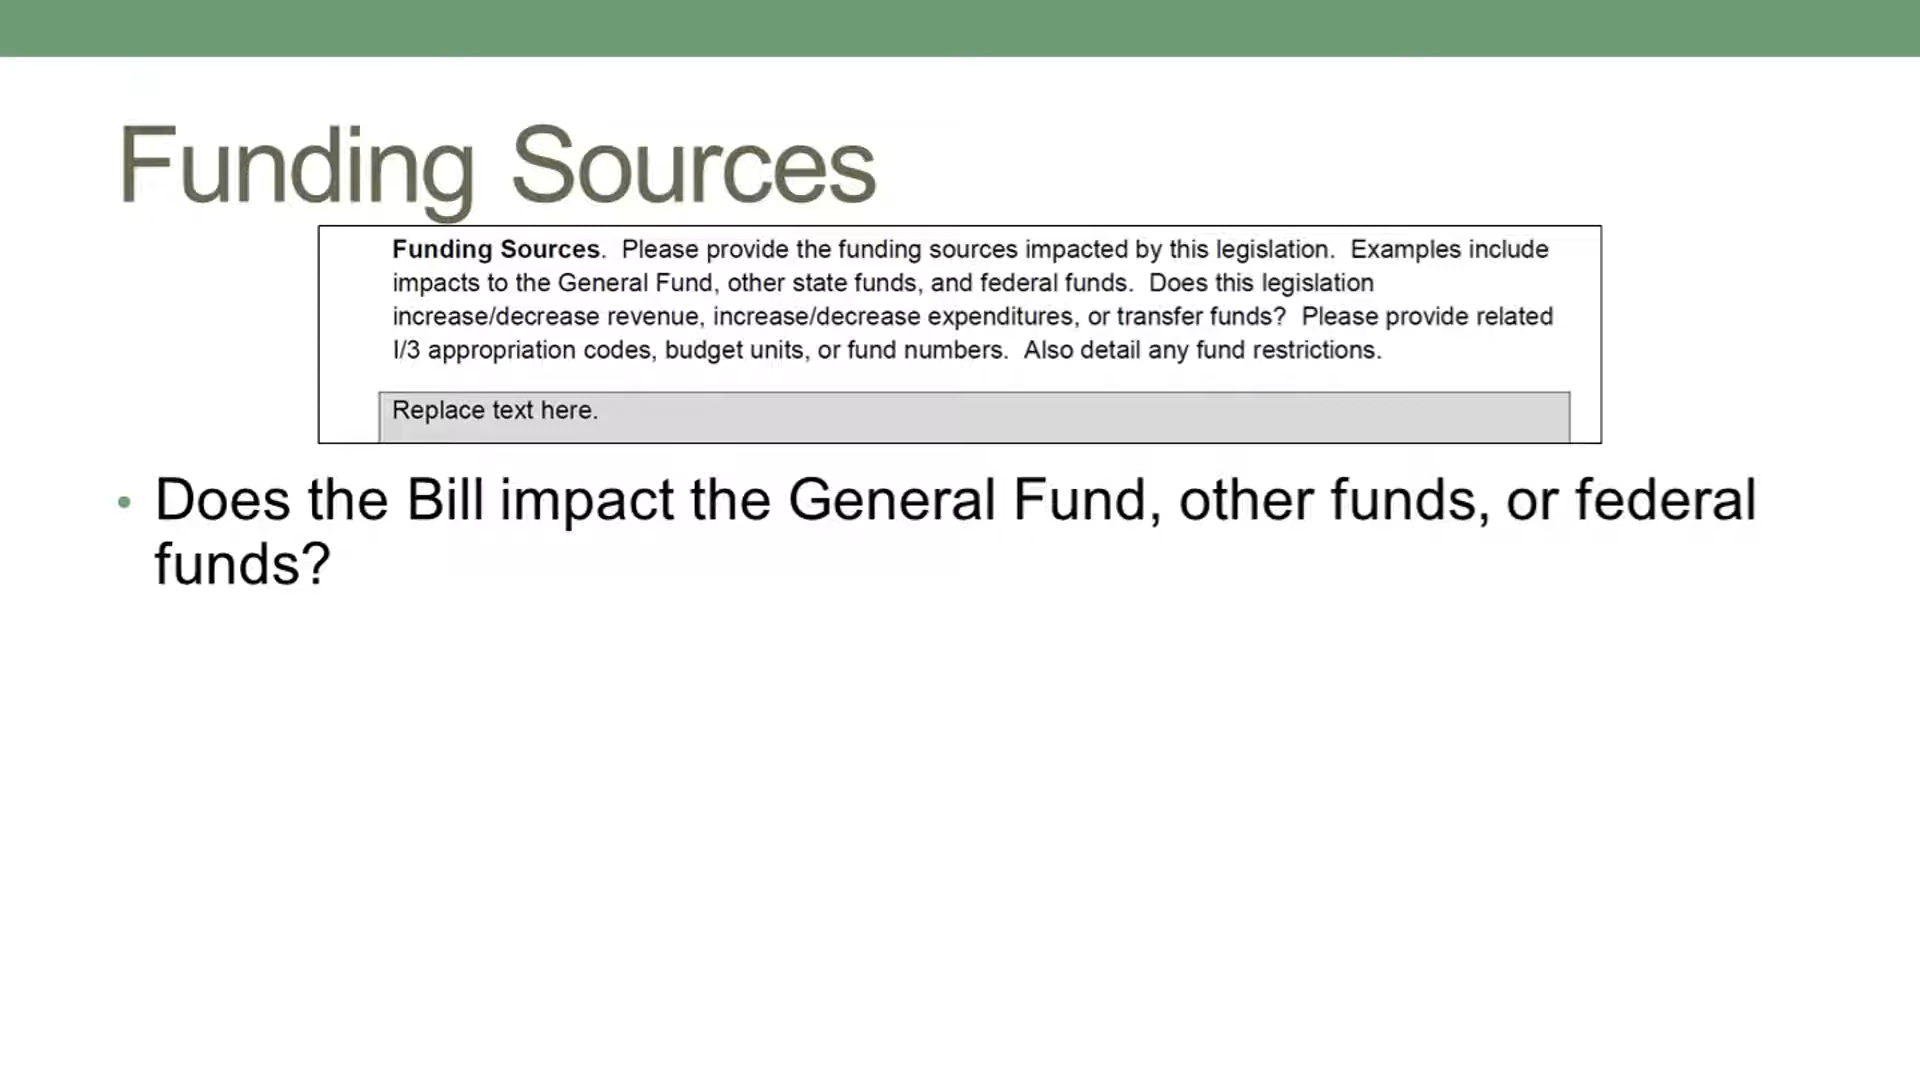 Funding Sources
Funding Sources.  Please provide the funding sources impacted by this legislation.  Examples include
impacts to the General Fund, other state funds, and federal funds.  Does this legislation
increase/decrease revenue, increase/decrease expenditures, or transfer funds?  Please provide related
I/3 appropriation codes, budget units, or fund numbers.  Also detail any fund restrictions.
Replace text here.
• Does the Bill impact the General Fund, other funds, or federal
funds?